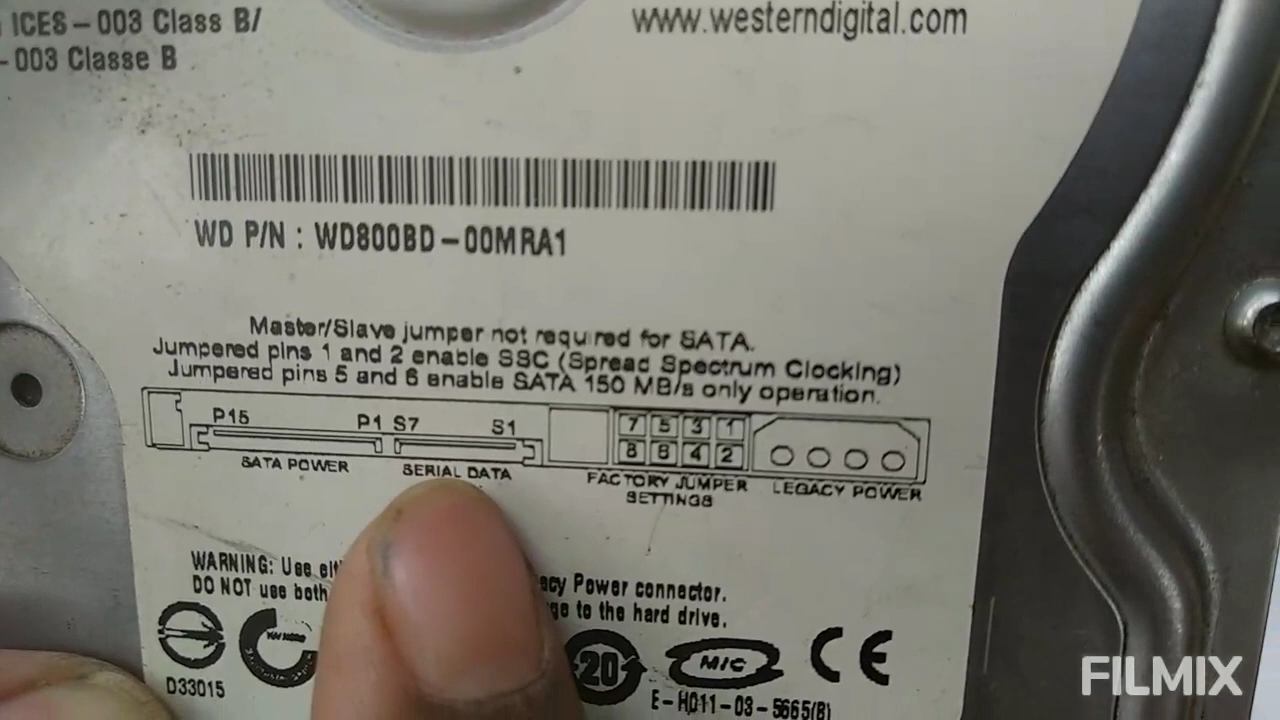 ICES-003 Class B/
-003 Classe B
www.westerndigital.com
WD P/N : WD800BD-00MRA1
Master/Slave jumper not required for SATA.
Jumpered pins 1 and 2 enable SSC (Spread Spectrum Clocking)
Jumpered pins 5 and 6 enable SATA 150 MB/s only operation.
P15 P1 S7 S1
7 5 3 1
8 6 4 2
SATA POWER SERIAL DATA FACTORY JUMPER SETTINGS LEGACY POWER
WARNING: Use Power connector.
DO NOT use both to the hard drive.
D33015
20
M/C
CE
E-H011-03-5665(B)
FILMIX